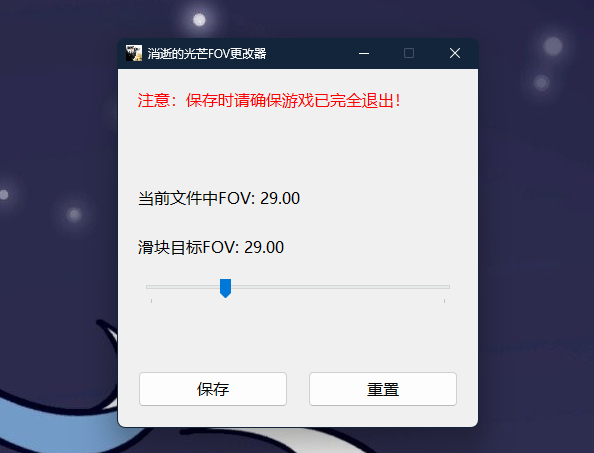 消逝的光芒FOV更改器
注意：保存时请确保游戏已完全退出！
当前文件中FOV: 29.00
滑块目标FOV: 29.00
保存
重置